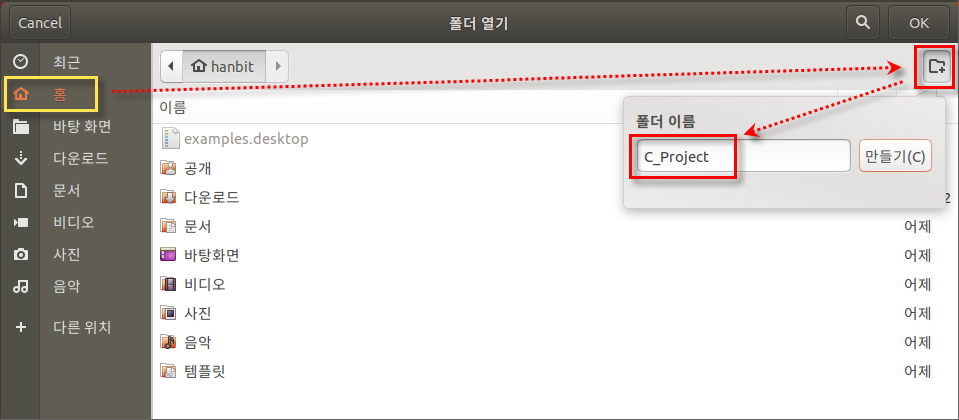 Cancel
폴더 열기
OK
최근
홈
바탕 화면
다운로드
문서
비디오
사진
음악
다른 위치
hanbit
이름
폴더 이름
C_Project
만들기(C)
examples.desktop
공개
다운로드
2
문서
어제
바탕화면
어제
비디오
어제
사진
어제
음악
어제
템플릿
어제